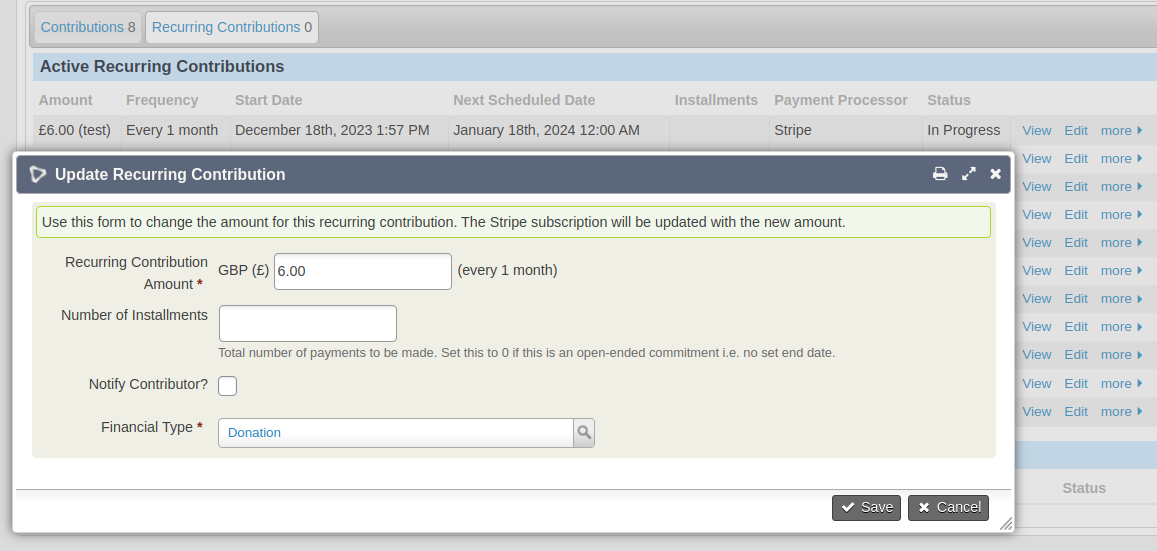 Contributions 8 Recurring Contributions 0
Active Recurring Contributions
Amount Frequency Start Date Next Scheduled Date Installments Payment Processor Status
£6.00 (test) Every 1 month December 18th, 2023 1:57 PM January 18th, 2024 12:00 AM Stripe In Progress View Edit more
View Edit more
Update Recurring Contribution
View Edit more
View Edit more
Use this form to change the amount for this recurring contribution. The Stripe subscription will be updated with the new amount.
View Edit more
Recurring Contribution
Amount * GBP (£) 6.00 (every 1 month)
View Edit more
View Edit more
Number of Installments
View Edit more
Total number of payments to be made. Set this to 0 if this is an open-ended commitment i.e. no set end date.
View Edit more
Notify Contributor?
View Edit more
View Edit more
Financial Type * Donation
Status
Save Cancel